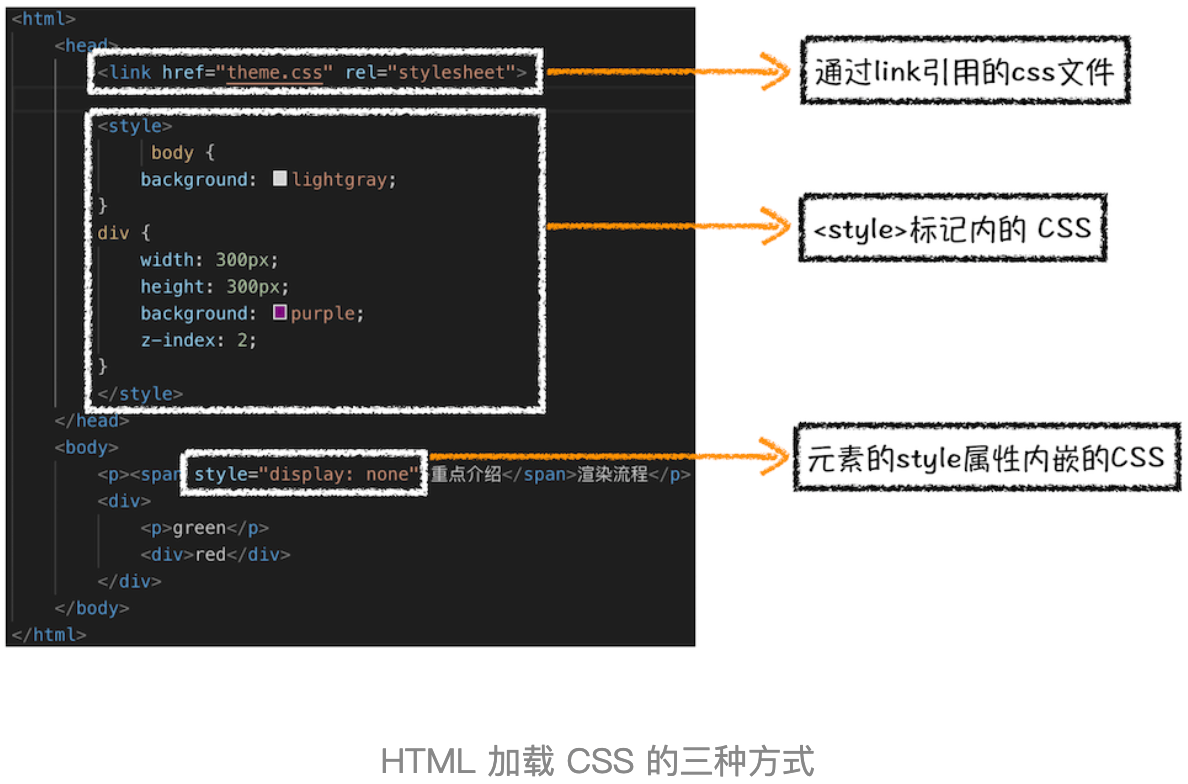 <html>
<head>
<link href="theme.css" rel="stylesheet">
通过link引用的css文件
<style>
body {
background: lightgray;
}
<style>标记内的 CSS
div {
width: 300px;
height: 300px;
background: purple;
z-index: 2;
}
</style>
</head>
<body>
元素的style属性内嵌的CSS
<p><span style="display: none"重点介绍</span>渲染流程</p>
<div>
<p>green</p>
<div>red</div>
</div>
</body>
</html>
HTML 加载 CSS 的三种方式